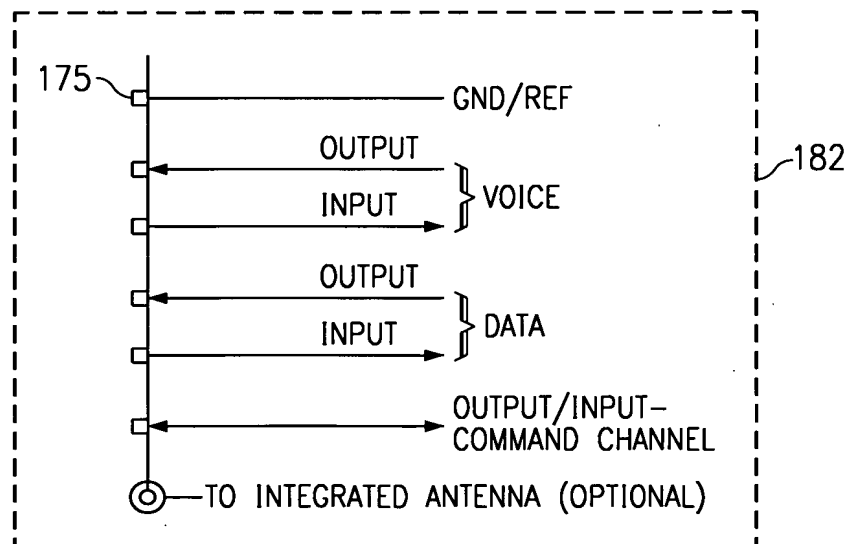 175
GND/REF
OUTPUT
182
VOICE
INPUT
OUTPUT
DATA
INPUT
OUTPUT/INPUT-
COMMAND CHANNEL
TO INTEGRATED ANTENNA (OPTIONAL)